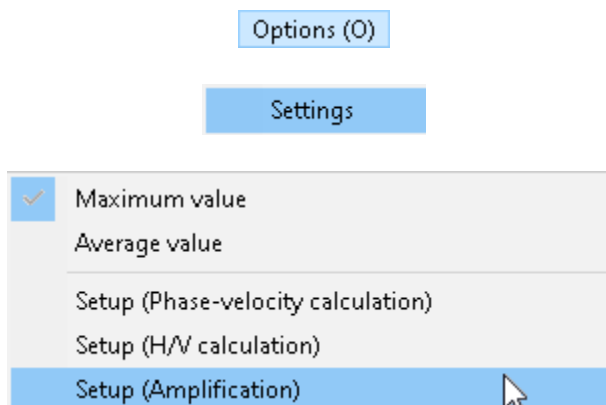 Options (O)
Settings
Maximum value
Average value
Setup (Phase-velocity calculation)
Setup (H/V calculation)
Setup (Amplification)